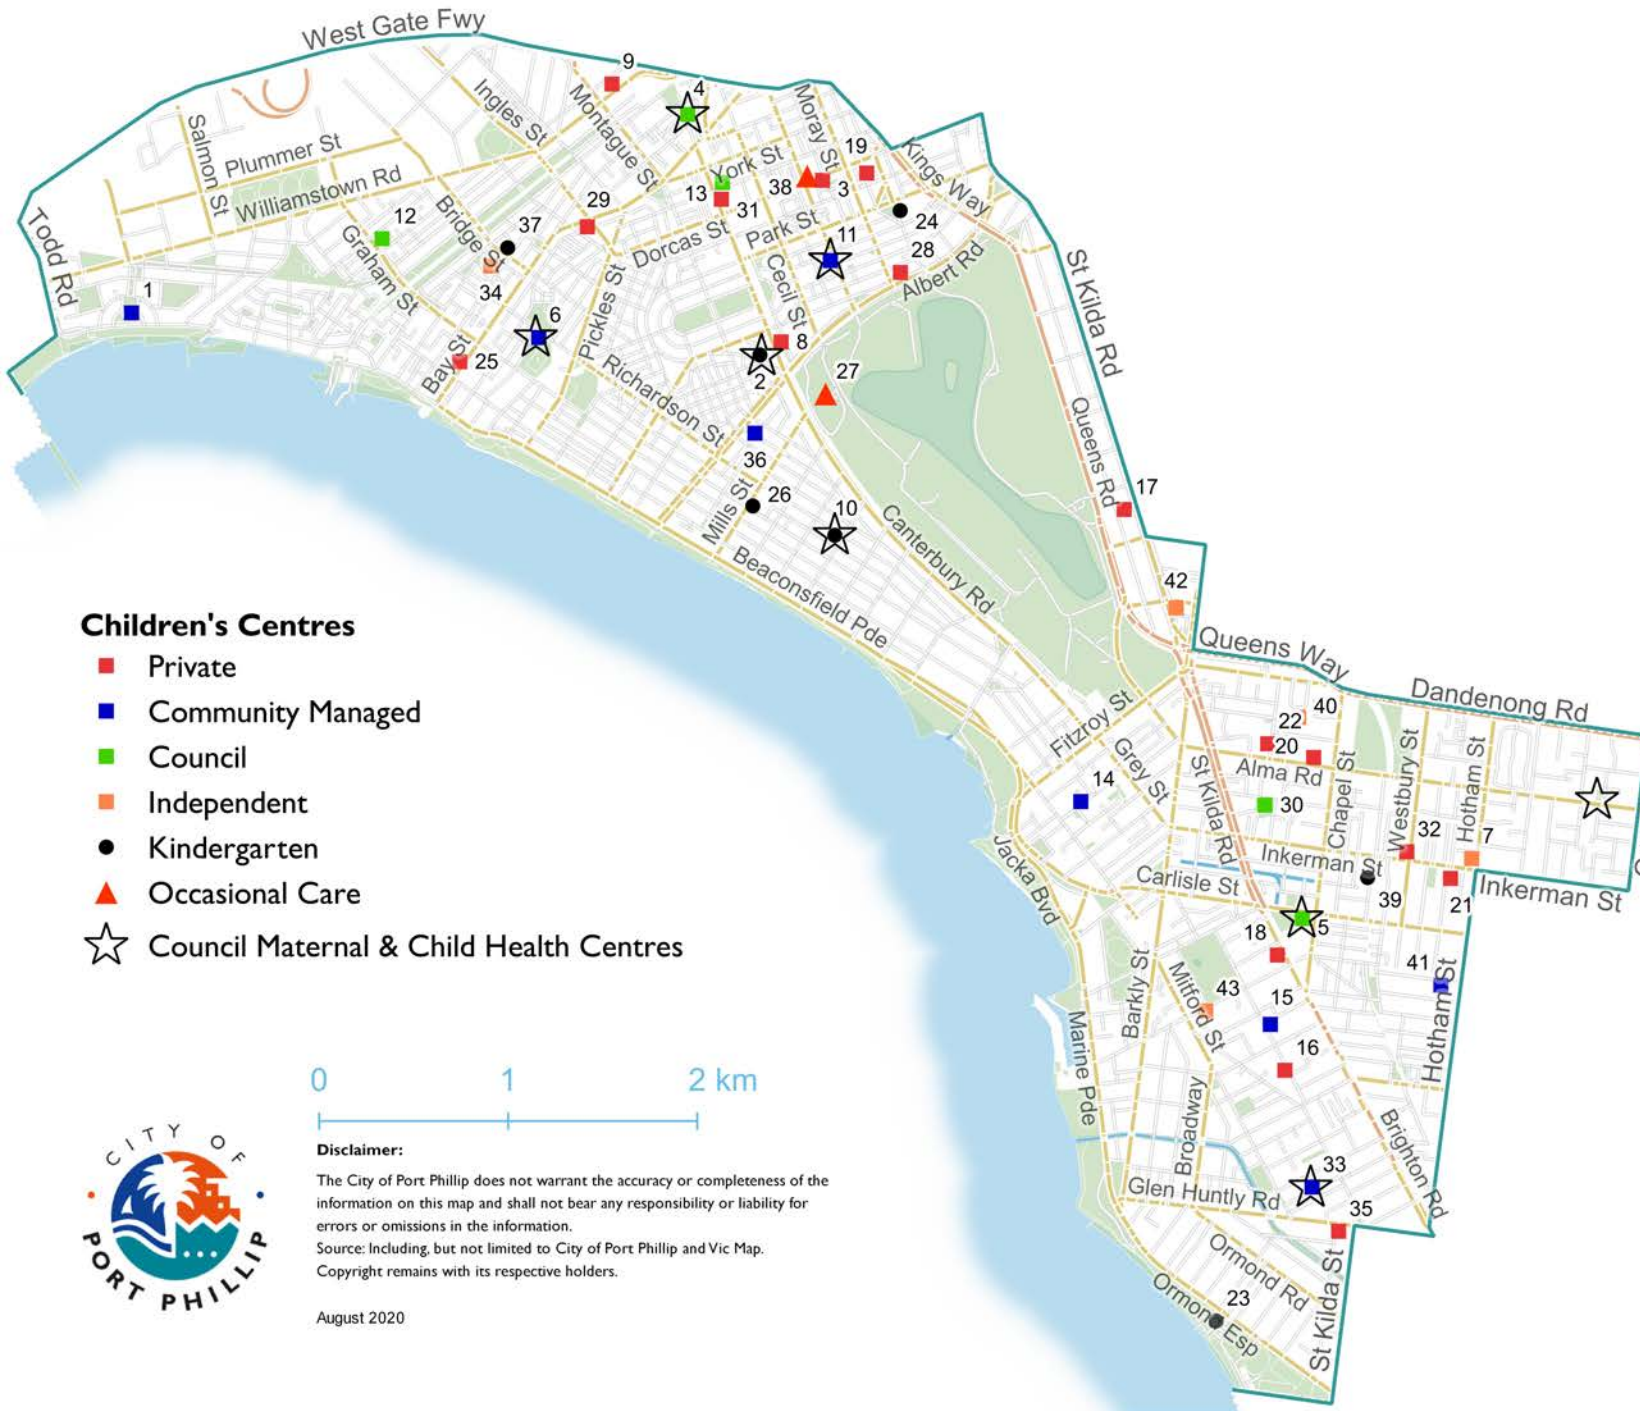 West Gate Fwy
9
4
Ingles St
Montague St
Moray St
19
Kings Way
Salmon St
Plummer St
York St
Williamstown Rd
13
38
3
31
29
24
12
Bridge St
37
Dorcas St
Park St
11
28
Todd Rd
Graham St
34
Albert Rd
St Kilda Rd
1
6
Pickles St
Cecil St
8
Bay St
25
2
27
Richardson St
Queens Rd
36
17
Mills St
26
10
Canterbury Rd
Beaconsfield Pde
42
Queens Way
Dandenong Rd
Children's Centres
Private
Community Managed
Council
Independent
Kindergarten
Occasional Care
Council Maternal & Child Health Centres
Fitzroy St
Grey St
40
22
20
Alma Rd
14
St Kilda Rd
30
Chapel St
Westbury St
Hotham St
32
7
Jacka Bvd
Inkerman St
Carlisle St
39
21
Inkerman St
5
18
41
Barkly St
Mitford St
43
15
Hotham St
16
Marine Pde
Broadway
Brighton Rd
33
Glen Huntly Rd
35
Ormond Rd
St Kilda St
23
Ormond Esp
0 1 2 km
CITY OF
PORT PHILLIP
Disclaimer:
The City of Port Phillip does not warrant the accuracy or completeness of the
information on this map and shall not bear any responsibility or liability for
errors or omissions in the information.
Source: Including, but not limited to City of Port Phillip and Vic Map.
Copyright remains with its respective holders.
August 2020